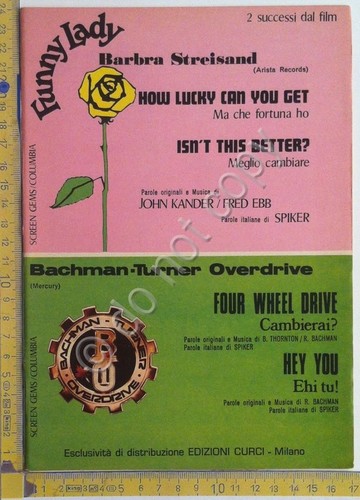 Funny Lady
2 successi dal film
Barbra Streisand
(Arista Records)
HOW LUCKY CAN YOU GET
Ma che fortuna ho
ISN'T THIS BETTER?
Meglio cambiare
Parole originali e Musica di
JOHN KANDER / FRED EBB
Parole italiane di SPIKER
SCREEN GEMS/COLUMBIA
do not copy
Bachman-Turner Overdrive
(Mercury)
FOUR WHEEL DRIVE
Cambierai?
Parole originali e Musica di B. THORNTON / R. BACHMAN
Parole italiane di SPIKER
HEY YOU
Ehi tu!
Parole originali e Musica di R. BACHMAN
Parole italiane di SPIKER
BACHMAN-TURNER
BTO
OVERDRIVE
SCREEN GEMS/COLUMBIA
Esclusività di distribuzione EDIZIONI CURCI - Milano